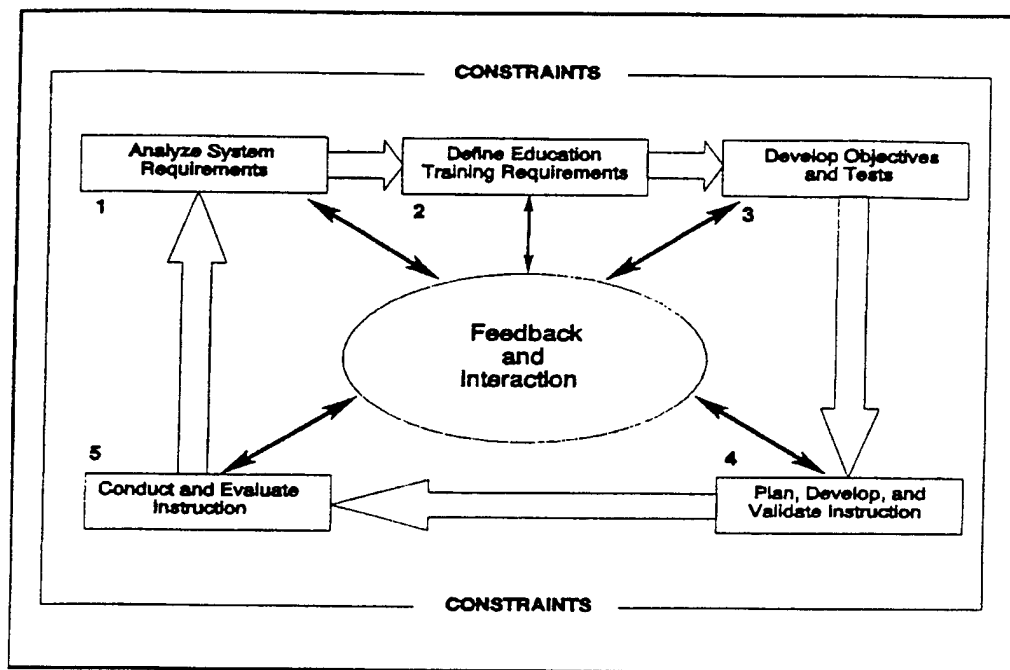 CONSTRAINTS
Analyze System
Requirements
1
Define Education
Training Requirements
2
Develop Objectives
and Tests
3
Feedback
and
Interaction
5
Conduct and Evaluate
Instruction
4
Plan, Develop, and
Validate Instruction
CONSTRAINTS